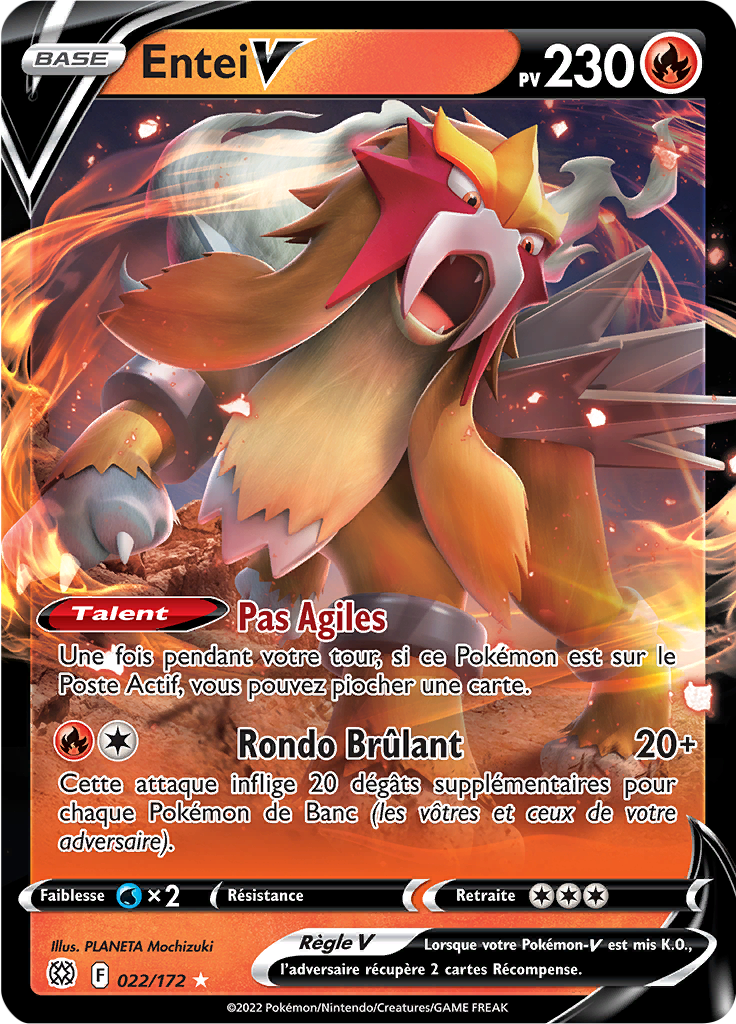 BASE
Entei V
PV 230
Talent
Pas Agiles
Une fois pendant votre tour, si ce Pokémon est sur le
Poste Actif, vous pouvez piocher une carte.
Rondo Brûlant 20+
Cette attaque inflige 20 dégâts supplémentaires pour
chaque Pokémon de Banc (les vôtres et ceux de votre
adversaire).
Faiblesse ×2 Résistance Retraite
Illus. PLANETA Mochizuki
Règle V Lorsque votre Pokémon-V est mis K.O.,
l'adversaire récupère 2 cartes Récompense.
F 022/172 ★
©2022 Pokémon/Nintendo/Creatures/GAME FREAK